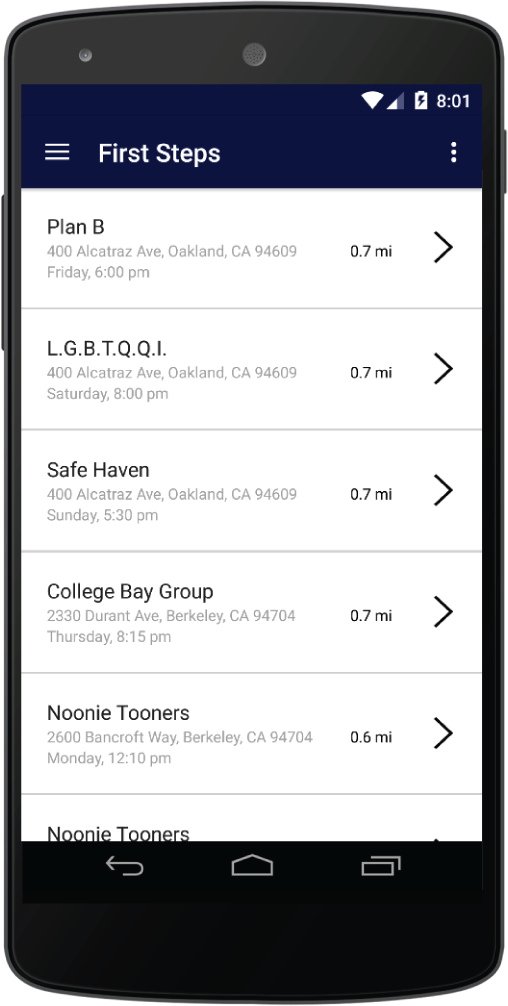 8:01
First Steps
Plan B
400 Alcatraz Ave, Oakland, CA 94609
0.7 mi
Friday, 6:00 pm
L.G.B.T.Q.Q.I.
400 Alcatraz Ave, Oakland, CA 94609
0.7 mi
Saturday, 8:00 pm
Safe Haven
400 Alcatraz Ave, Oakland, CA 94609
0.7 mi
Sunday, 5:30 pm
College Bay Group
2330 Durant Ave, Berkeley, CA 94704
0.7 mi
Thursday, 8:15 pm
Noonie Tooners
2600 Bancroft Way, Berkeley, CA 94704
0.6 mi
Monday, 12:10 pm
Noonie Tooners